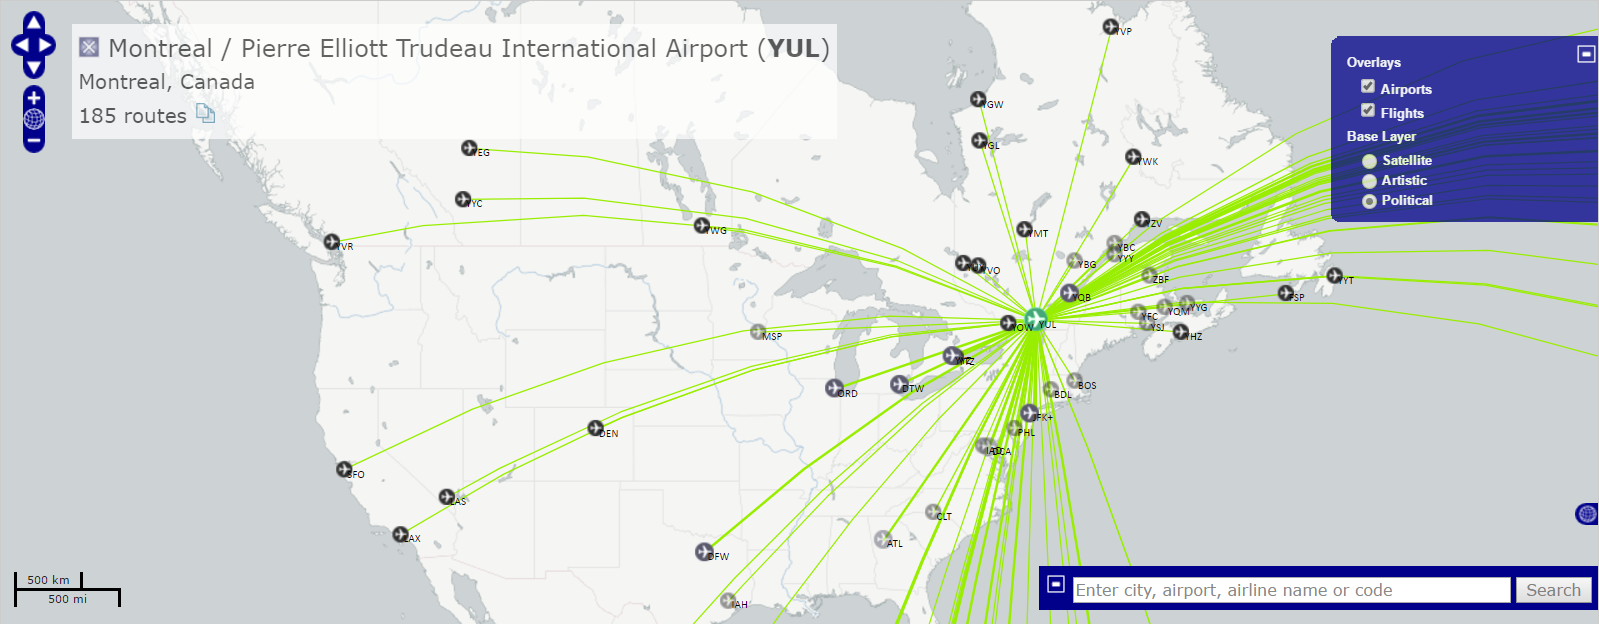 Montreal / Pierre Elliott Trudeau International Airport (YUL)
Montreal, Canada
185 routes
Overlays
Airports
Flights
Base Layer
Satellite
Artistic
Political
YVP
YGW
YGL
YEG
YWK
YYC
YZV
YWG
YMT
YVR
YBC
YYY
YBG
YVO
ZBF
YYT
YQB
FSP
YYG
YQM
YFC
YUL
YOW
YSJ
YHZ
MSP
BOS
DTW
ORD
BDL
JFK+
DEN
PHL
IAD
DCA
SFO
LAS
CLT
LAX
ATL
DFW
IAH
500 km
500 mi
Enter city, airport, airline name or code
Search